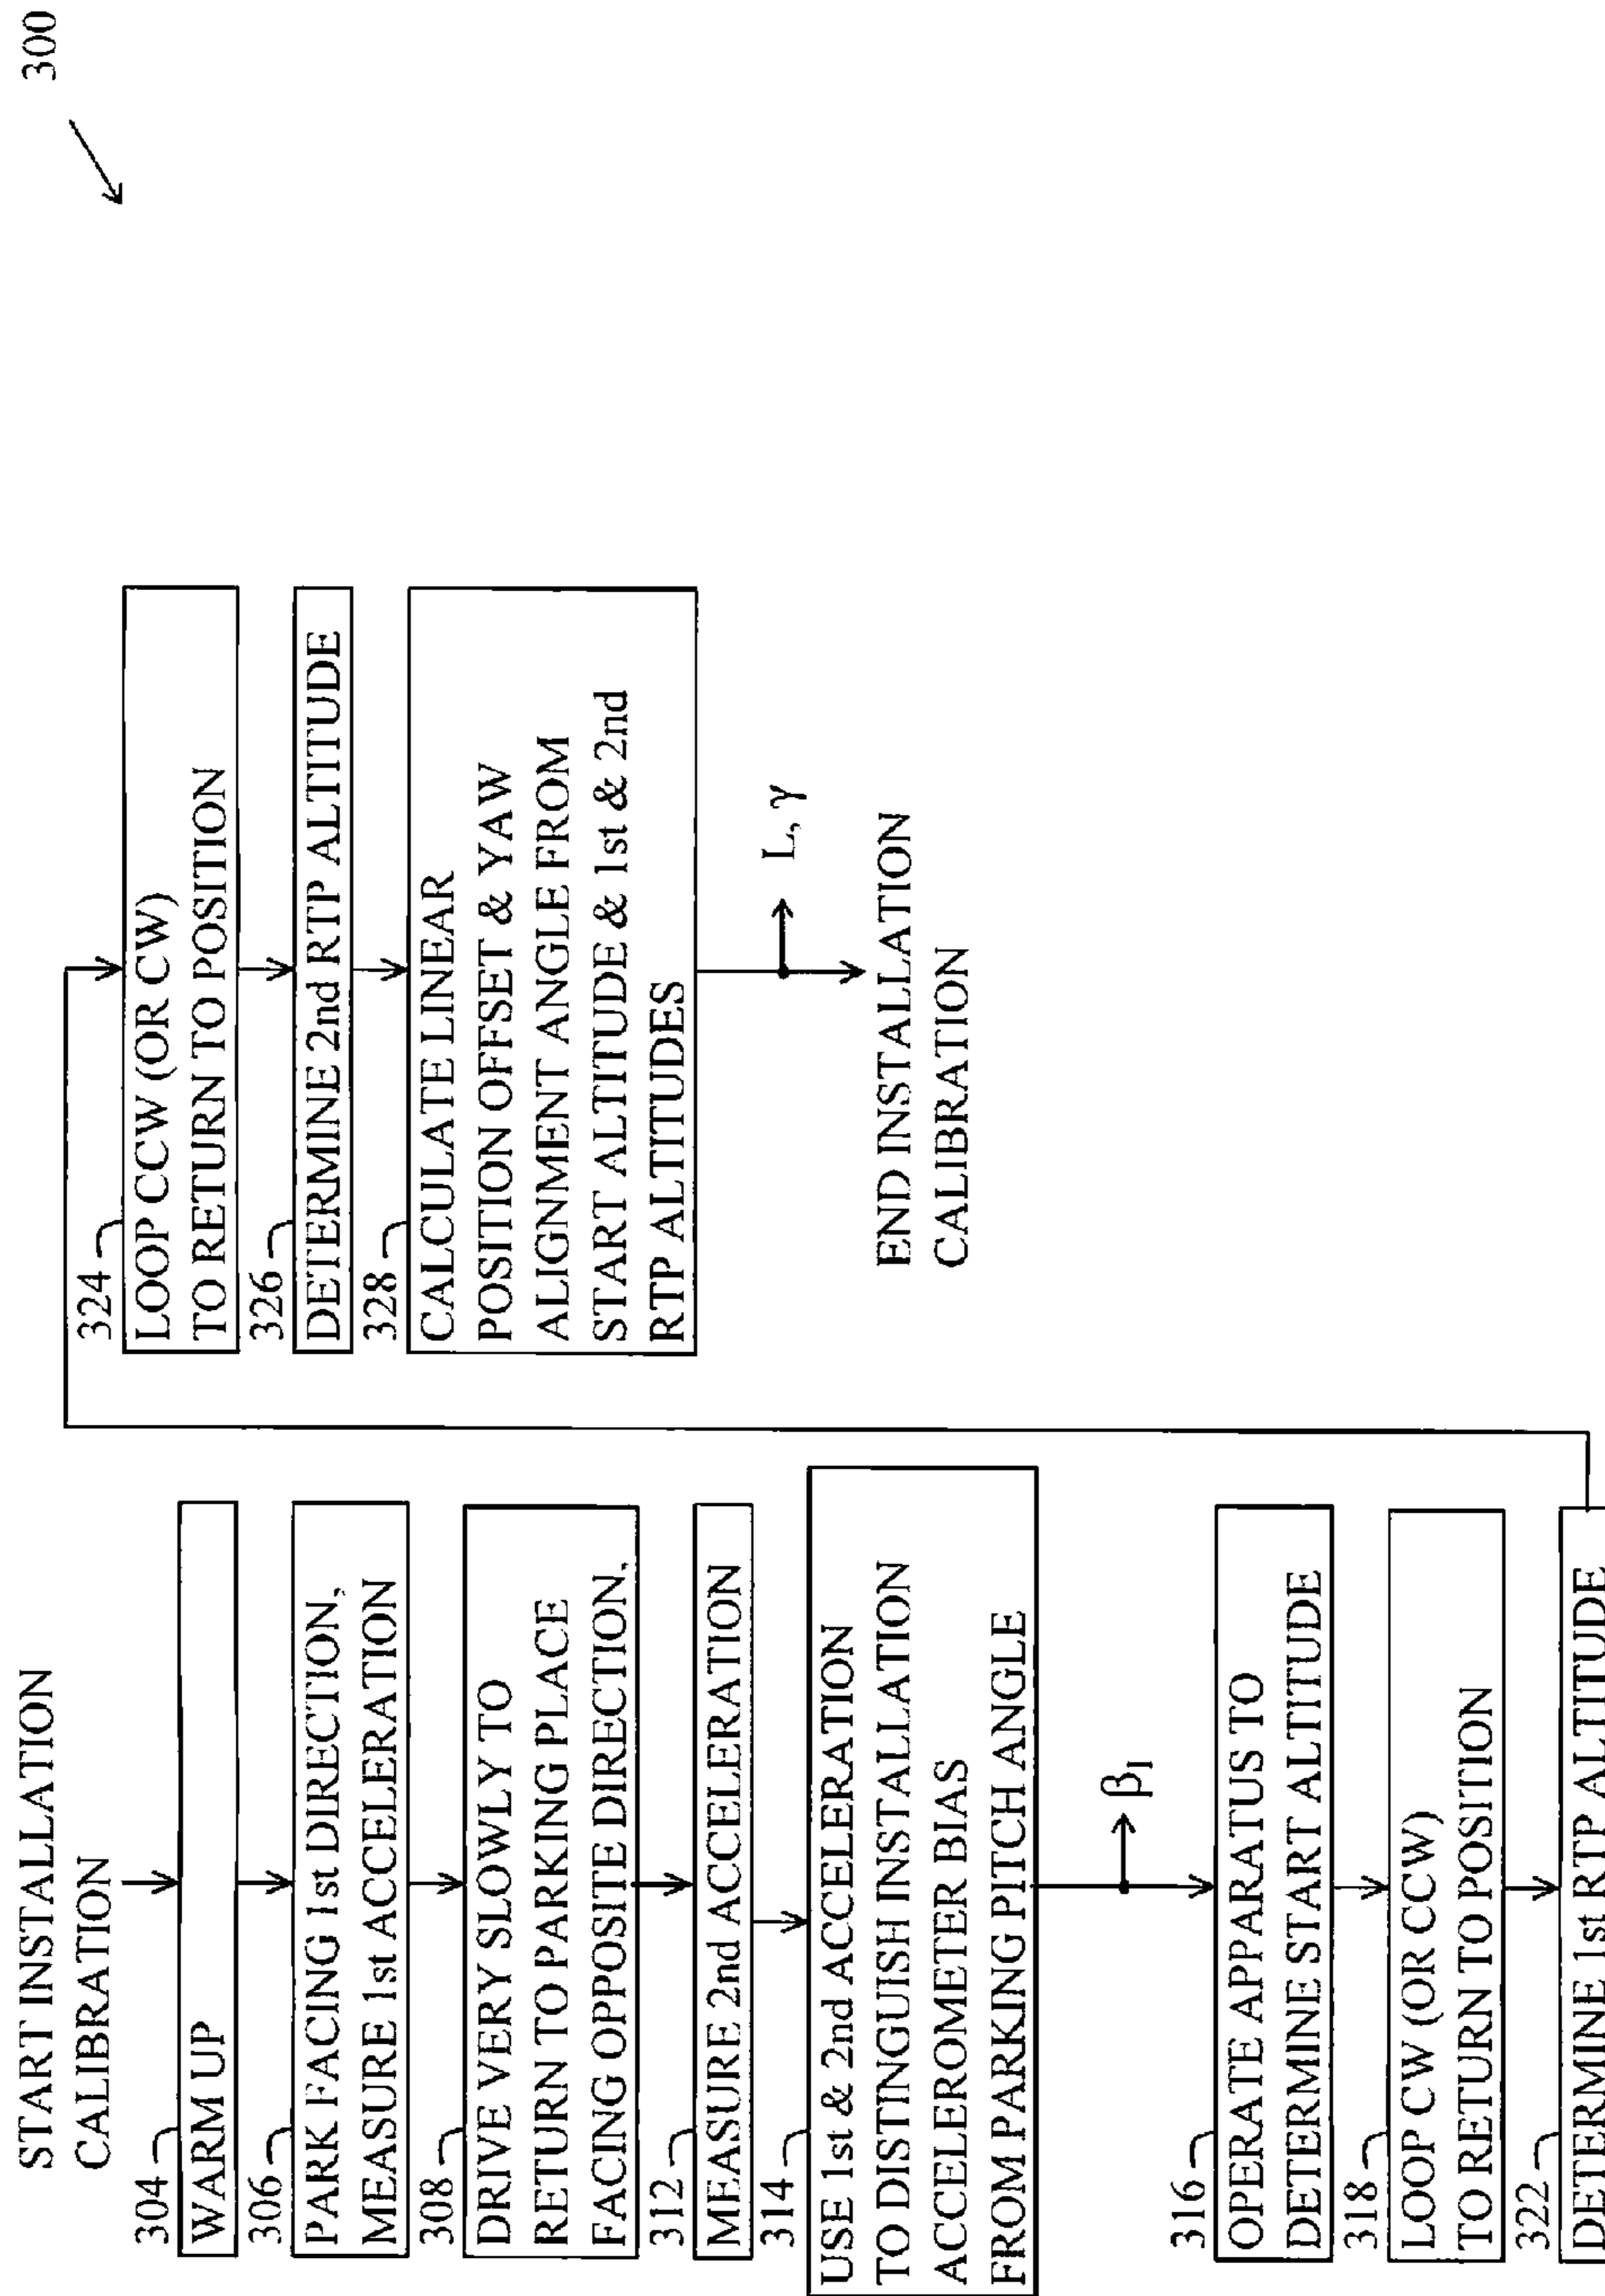 300
START INSTALLATION
CALIBRATION
304
WARM UP
306
PARK FACING 1st DIRECTION,
MEASURE 1st ACCELERATION
308
DRIVE VERY SLOWLY TO
RETURN TO PARKING PLACE
FACING OPPOSITE DIRECTION,
312
MEASURE 2nd ACCELERATION
314
USE 1st & 2nd ACCELERATION
TO DISTINGUISH INSTALLATION
ACCELEROMETER BIAS
FROM PARKING PITCH ANGLE
βI
316
OPERATE APPARATUS TO
DETERMINE START ALTITUDE
318
LOOP CW (OR CCW)
TO RETURN TO POSITION
322
DETERMINE 1st RTP ALTITUDE
324
LOOP CCW (OR CW)
TO RETURN TO POSITION
326
DETERMINE 2nd RTP ALTITUDE
328
CALCULATE LINEAR
POSITION OFFSET & YAW
ALIGNMENT ANGLE FROM
START ALTITUDE & 1st & 2nd
RTP ALTITUDES
L, γ
END INSTALLATION
CALIBRATION